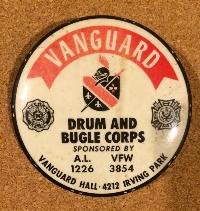 VANGUARD
DRUM AND
BUGLE CORPS
SPONSORED BY
A.L. VFW
1226 3854
VANGUARD HALL · 4212 IRVING PARK